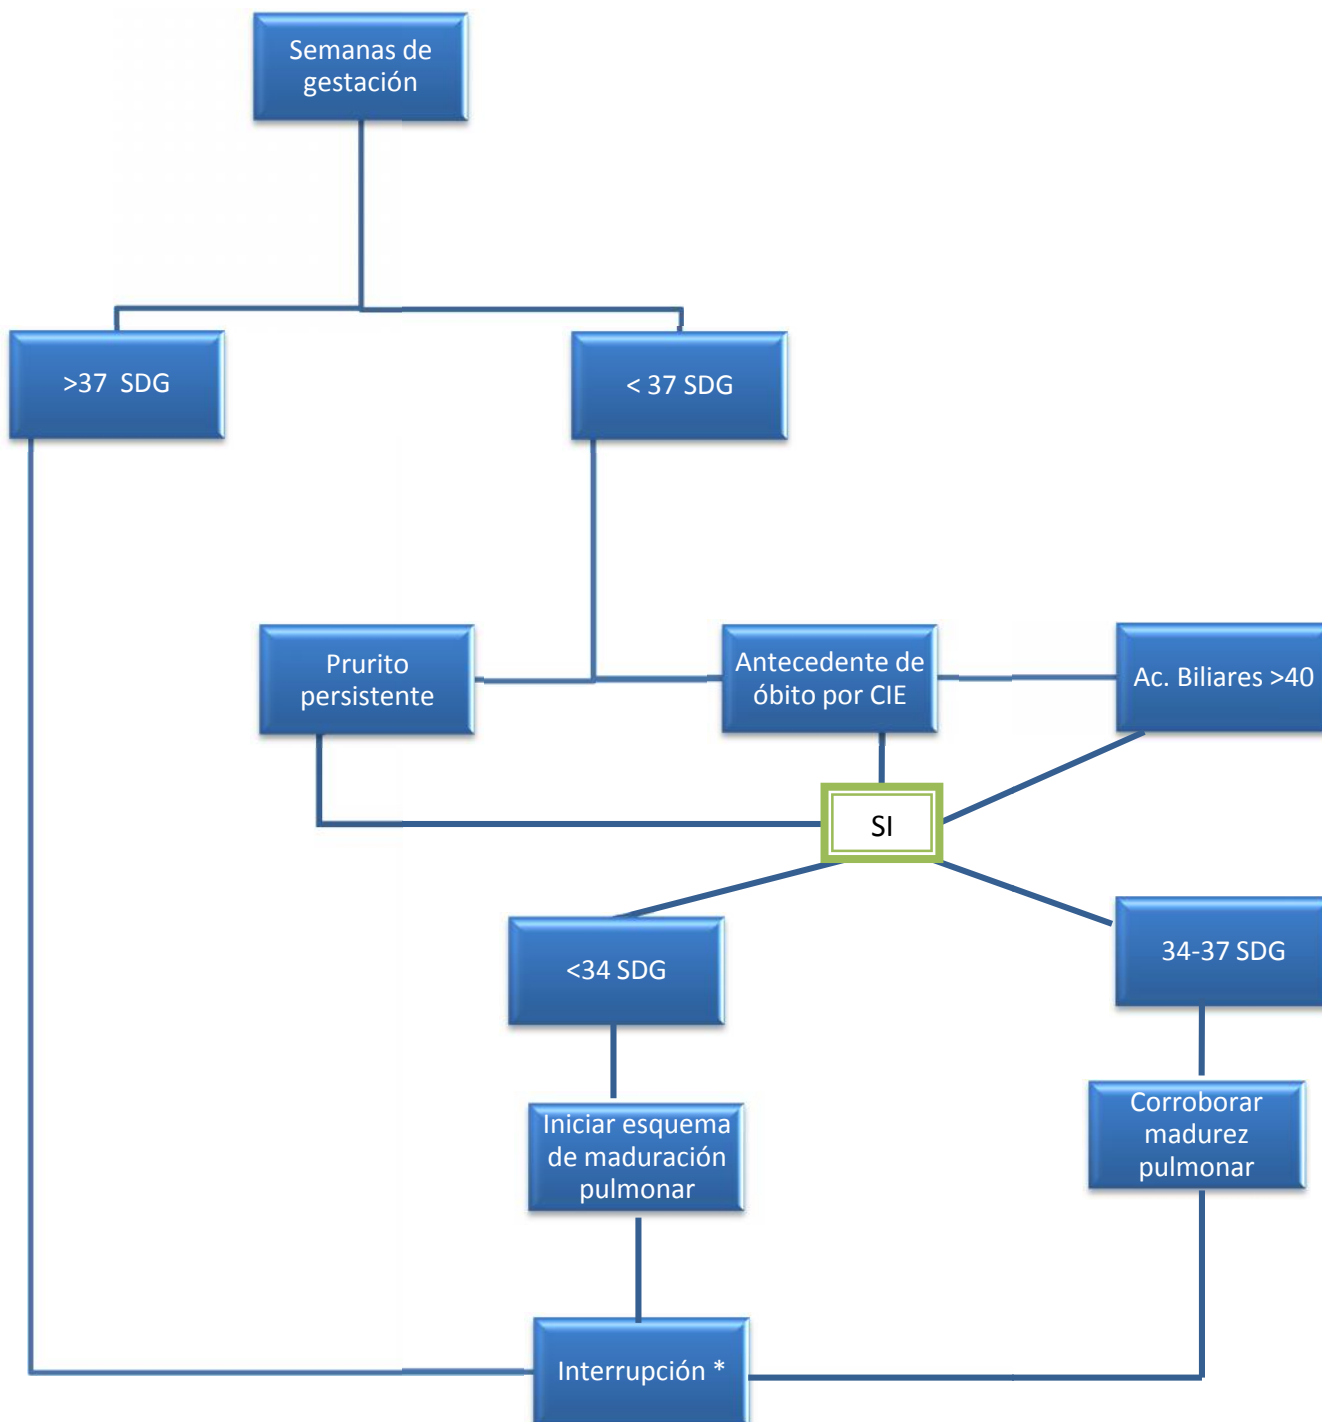 Semanas de
gestación
>37  SDG
< 37 SDG
Prurito
persistente
Antecedente de
óbito por CIE
Ac. Biliares >40
SI
<34 SDG
34-37 SDG
Iniciar esquema
de maduración
pulmonar
Corroborar
madurez
pulmonar
Interrupción *